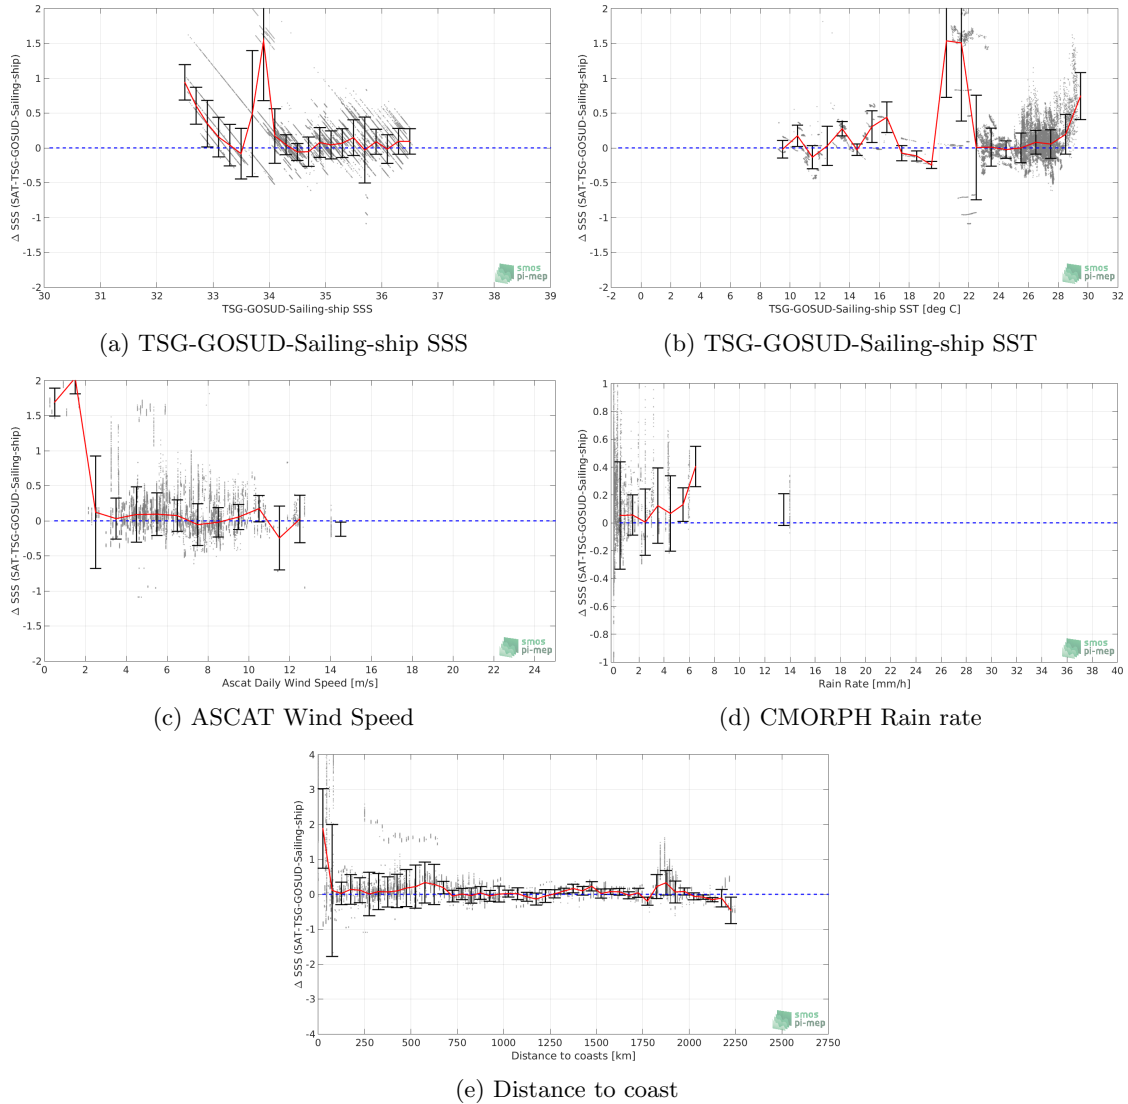 2
1.5
1
0.5
0
-0.5
-1
-1.5
-2
Δ SSS (SAT-TSG-GOSUD-Sailing-ship)
30 31 32 33 34 35 36 37 38 39
TSG-GOSUD-Sailing-ship SSS
smos
pi-mep
(a) TSG-GOSUD-Sailing-ship SSS
2
1.5
1
0.5
0
-0.5
-1
-1.5
-2
Δ SSS (SAT-TSG-GOSUD-Sailing-ship)
-2 0 2 4 6 8 10 12 14 16 18 20 22 24 26 28 30 32
TSG-GOSUD-Sailing-ship SST [deg C]
smos
pi-mep
(b) TSG-GOSUD-Sailing-ship SST
2
1.5
1
0.5
0
-0.5
-1
-1.5
-2
Δ SSS (SAT-TSG-GOSUD-Sailing-ship)
0 2 4 6 8 10 12 14 16 18 20 22 24
Ascat Daily Wind Speed [m/s]
smos
pi-mep
(c) ASCAT Wind Speed
1
0.8
0.6
0.4
0.2
0
-0.2
-0.4
-0.6
-0.8
-1
Δ SSS (SAT-TSG-GOSUD-Sailing-ship)
0 2 4 6 8 10 12 14 16 18 20 22 24 26 28 30 32 34 36 38 40
Rain Rate [mm/h]
smos
pi-mep
(d) CMORPH Rain rate
4
3
2
1
0
-1
-2
-3
-4
Δ SSS (SAT-TSG-GOSUD-Sailing-ship)
0 250 500 750 1000 1250 1500 1750 2000 2250 2500 2750
Distance to coasts [km]
smos
pi-mep
(e) Distance to coast